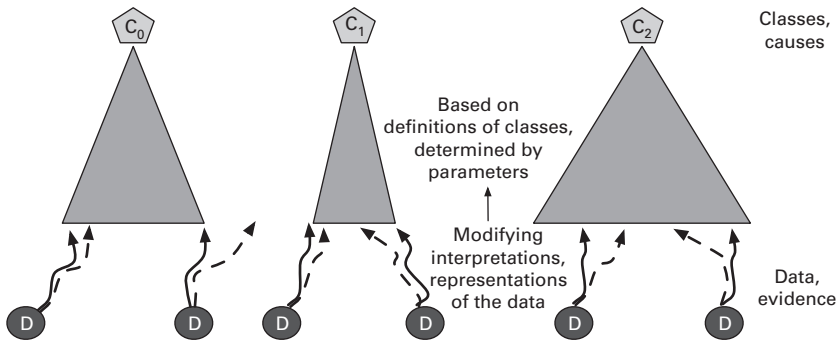 C0
C1
C2
Classes,
causes
Based on
definitions of classes,
determined by
parameters
Modifying
interpretations,
representations
of the data
Data,
evidence
D
D
D
D
D
D